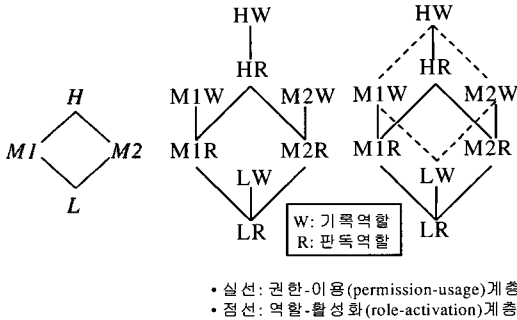 HW HW
HR HR
M1W M2W M1W M2W
H
M1 M2 M1R M2R M1R M2R
L LW LW
LR LR
W: 기록역할
R: 판독역할
• 실선: 권한-이용(permission-usage)계층
• 점선: 역할-활성화(role-activation)계층